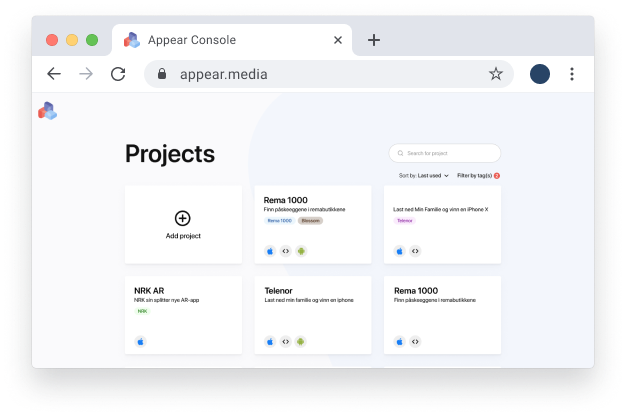 Appear Console
appear.media
Projects
Search for project
Sort by: Last used
Filter by tag(s) 2
Add project
Rema 1000
Finn påskeeggene i remabutikkene
Rema 1000
Blossom
Last ned Min Familie og vinn en iPhone X
Telenor
NRK AR
NRK sin splitter nye AR-app
NRK
Telenor
Last ned min familie og vinn en iphone
Rema 1000
Finn påskeeggene i remabutikkene